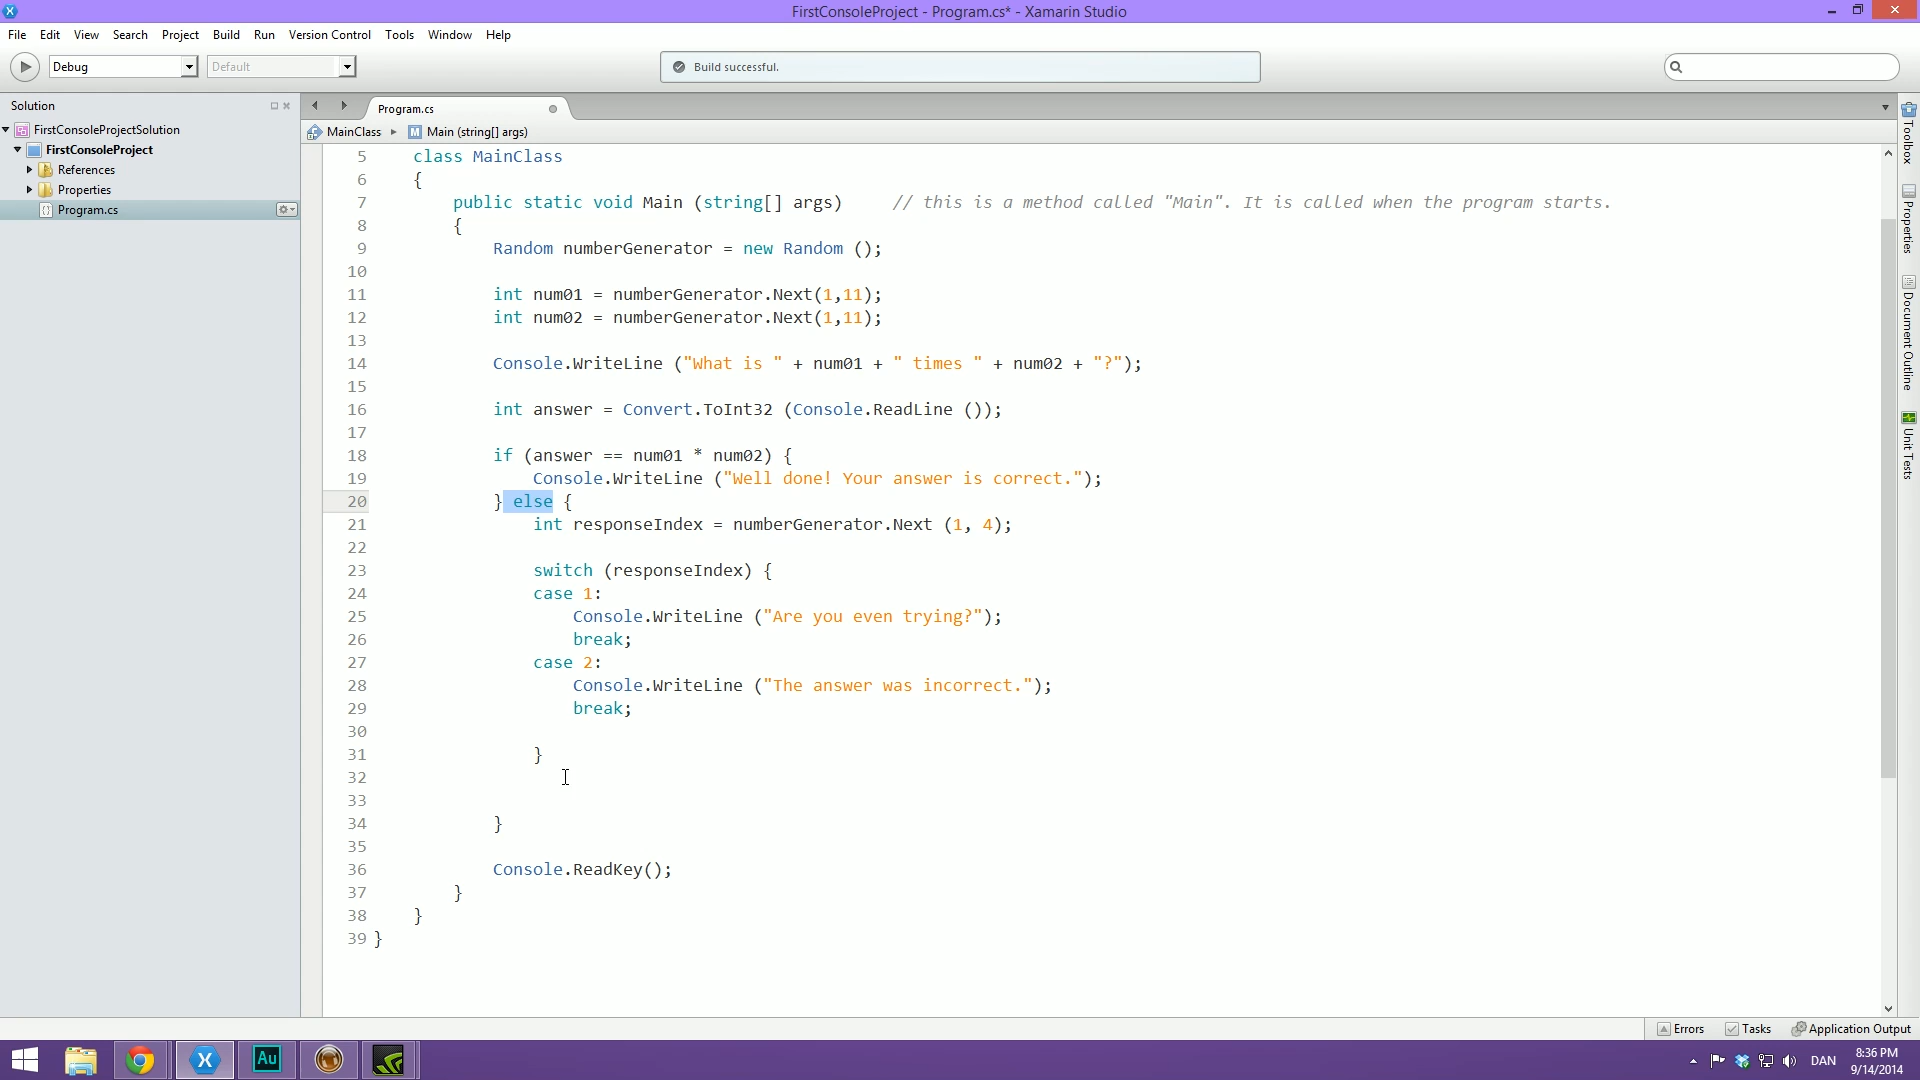 FirstConsoleProject - Program.cs* - Xamarin Studio
File Edit View Search Project Build Run Version Control Tools Window Help
Debug Default Build successful.
Solution Program.cs
MainClass Main (string[] args)
FirstConsoleProjectSolution
FirstConsoleProject
References
Properties
Program.cs
5 class MainClass
6 {
7 public static void Main (string[] args) // this is a method called "Main". It is called when the program starts.
8 {
9 Random numberGenerator = new Random ();
10
11 int num01 = numberGenerator.Next(1,11);
12 int num02 = numberGenerator.Next(1,11);
13
14 Console.WriteLine ("What is " + num01 + " times " + num02 + "?");
15
16 int answer = Convert.ToInt32 (Console.ReadLine ());
17
18 if (answer == num01 * num02) {
19 Console.WriteLine ("Well done! Your answer is correct.");
20 } else {
21 int responseIndex = numberGenerator.Next (1, 4);
22
23 switch (responseIndex) {
24 case 1:
25 Console.WriteLine ("Are you even trying?");
26 break;
27 case 2:
28 Console.WriteLine ("The answer was incorrect.");
29 break;
30
31 }
32
33
34 }
35
36 Console.ReadKey();
37 }
38 }
39 }
Toolbox
Properties
Document Outline
Unit Tests
Errors Tasks Application Output
Au
DAN
8:36 PM
9/14/2014